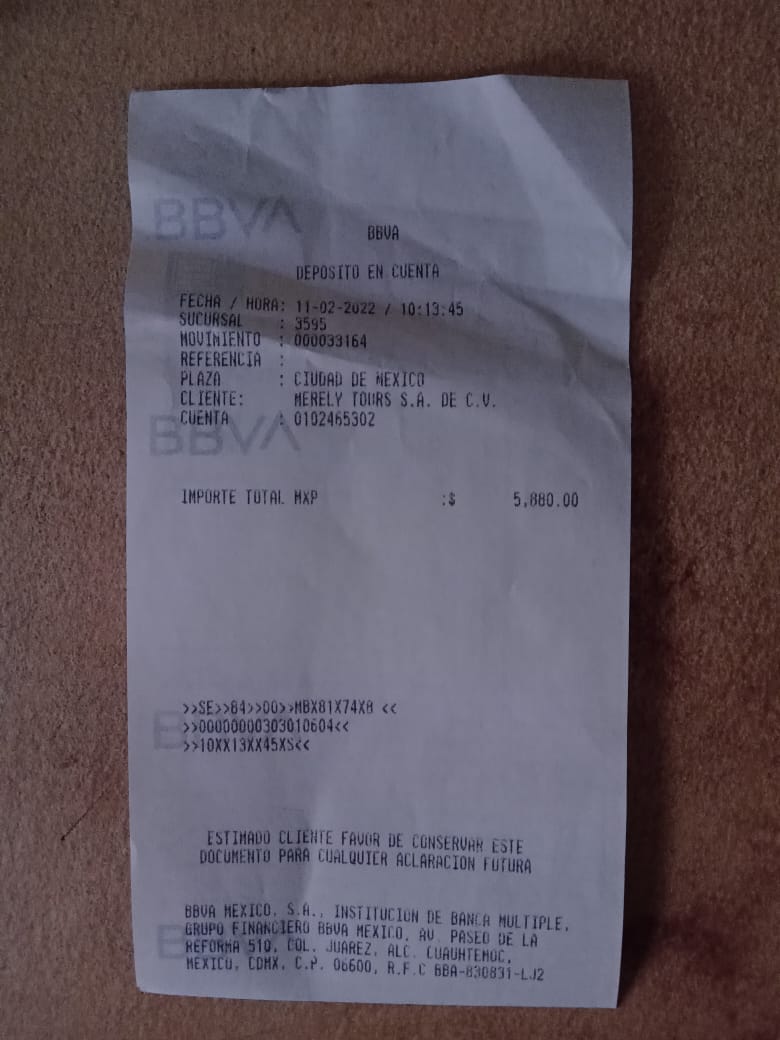 BBVA
BBVA
DEPOSITO EN CUENTA
FECHA / HORA: 11-02-2022 / 10:13:45
SUCURSAL : 3595
MOVIMIENTO : 000033164
REFERENCIA :
PLAZA : CIUDAD DE MEXICO
CLIENTE: MERELY TOURS S.A. DE C.V.
CUENTA : 0102465302
BBVA
IMPORTE TOTAL MXP :$ 5,880.00
>>SE>>84>>00>>MBX81X74X8 <<
>>00000000303010604<<
>>10XX13XX45XS<<
ESTIMADO CLIENTE FAVOR DE CONSERVAR ESTE
DOCUMENTO PARA CUALQUIER ACLARACION FUTURA
BBVA MEXICO, S.A., INSTITUCION DE BANCA MULTIPLE,
GRUPO FINANCIERO BBVA MEXICO, AV. PASEO DE LA
REFORMA 510, COL. JUAREZ, ALC. CUAUHTEMOC,
MEXICO, CDMX, C.P. 06600, R.F.C BBA-830831-LJ2